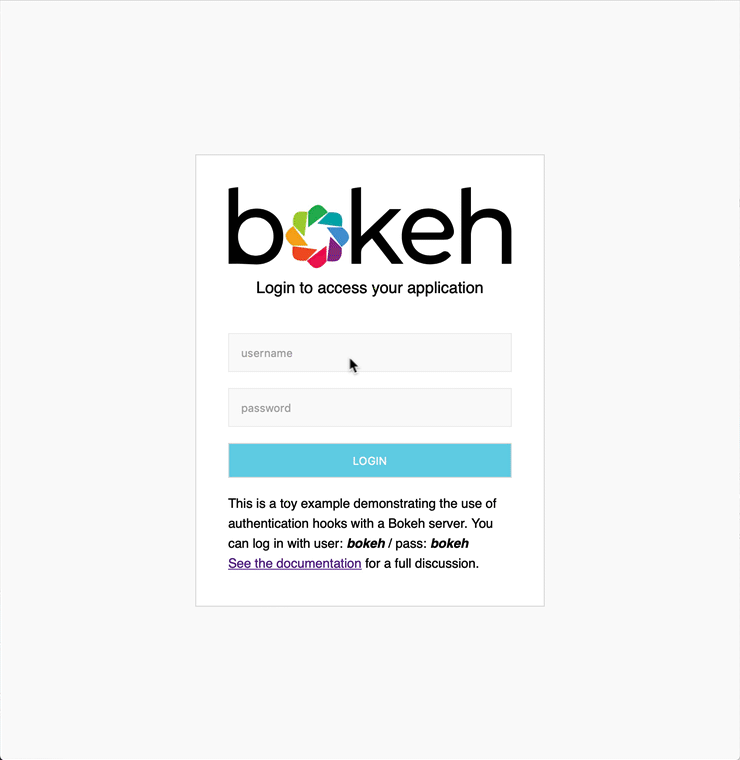 bokeh
Login to access your application
username
password
LOGIN
This is a toy example demonstrating the use of
authentication hooks with a Bokeh server. You
can log in with user: bokeh / pass: bokeh
See the documentation for a full discussion.